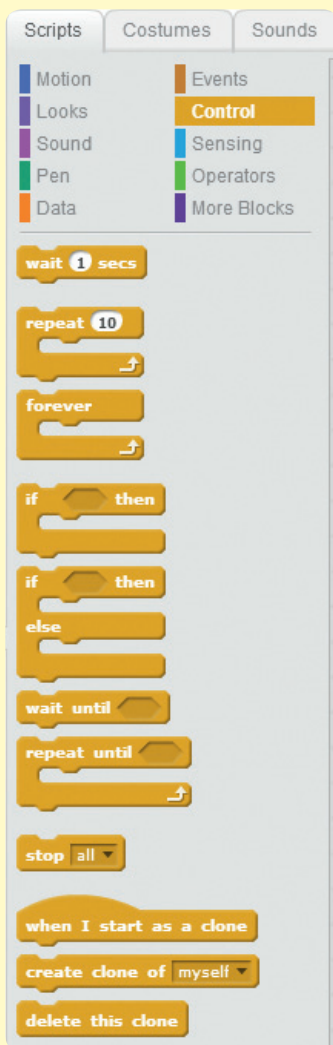 Scripts Costumes Sounds
Motion Events
Looks Control
Sound Sensing
Pen Operators
Data More Blocks
wait 1 secs
repeat 10
forever
if then
if then
else
wait until
repeat until
stop all
when I start as a clone
create clone of myself
delete this clone